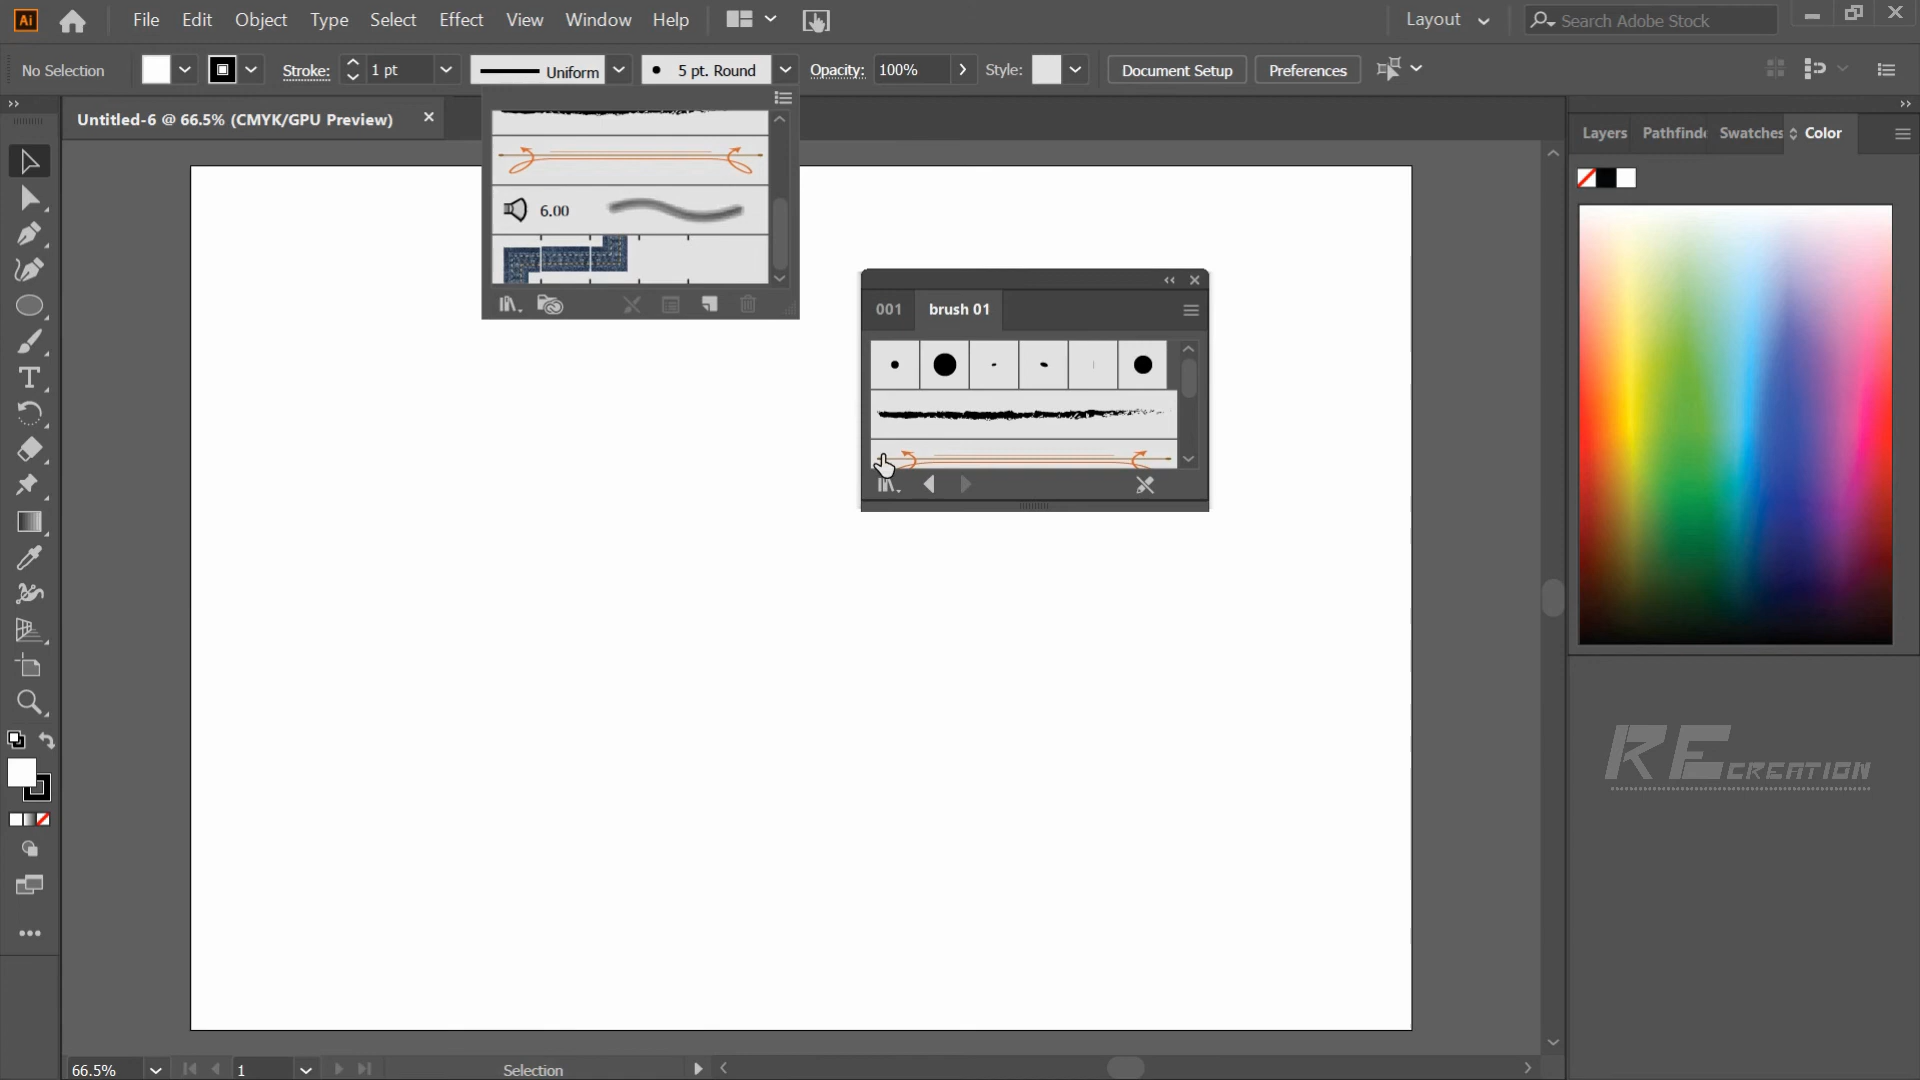 Ai File Edit Object Type Select Effect View Window Help Layout Search Adobe Stock
No Selection Stroke: 1 pt Uniform 5 pt. Round Opacity: 100% Style: Document Setup Preferences
Untitled-6 @ 66.5% (CMYK/GPU Preview)
Layers Pathfinde Swatches Color
6.00
001 brush 01
RE CREATION
66.5% 1 Selection